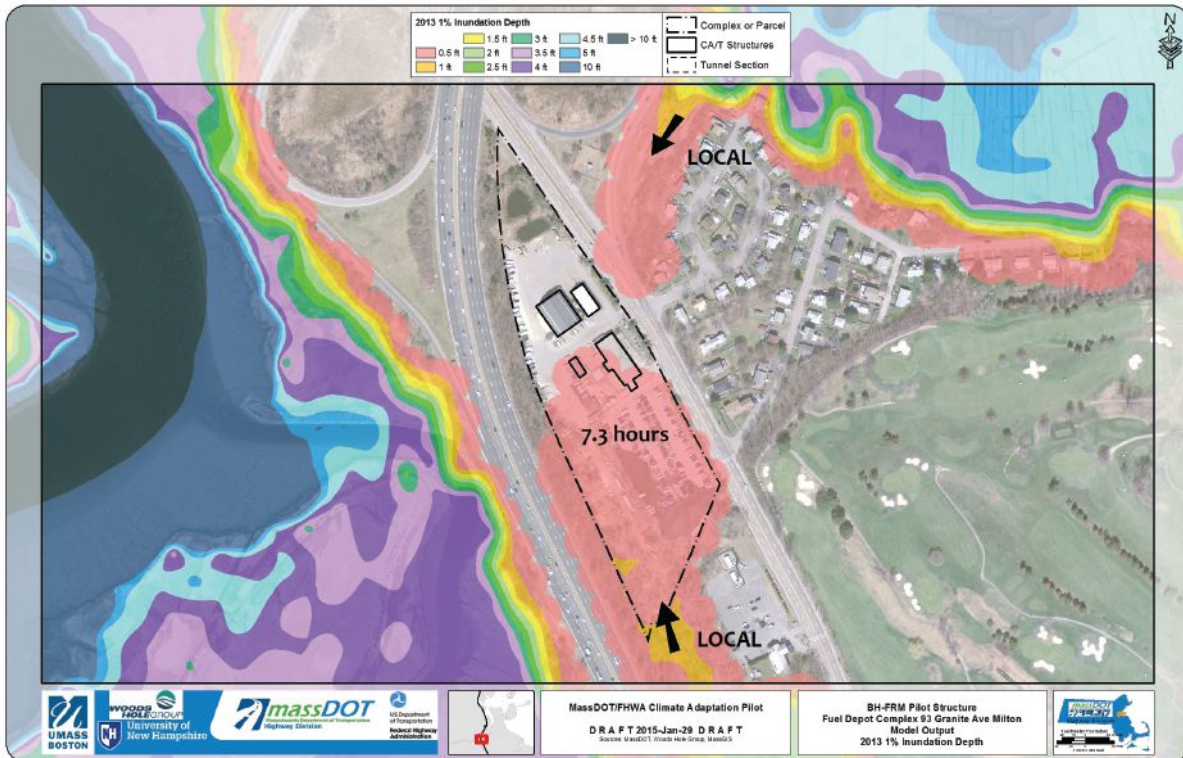 2013 1% Inundation Depth
0.5 ft
1 ft
1.5 ft
2 ft
2.5 ft
3 ft
3.5 ft
4 ft
4.5 ft
5 ft
10 ft
> 10 ft
Complex or Parcel
CA/T Structures
Tunnel Section
N
LOCAL
7.3 hours
LOCAL
UMASS
BOSTON
WOODS
HOLE GROUP
University of
New Hampshire
massDOT
Massachusetts Department of Transportation
Highway Division
U.S. Department
of Transportation
Federal Highway
Administration
MassDOT/FHWA Climate Adaptation Pilot
D R A F T 2015-Jan-29 D R A F T
Sources: MassDOT, Woods Hole Group, MassGIS
BH-FRM Pilot Structure
Fuel Depot Complex 93 Granite Ave Milton
Model Output
2013 1% Inundation Depth
massDOT